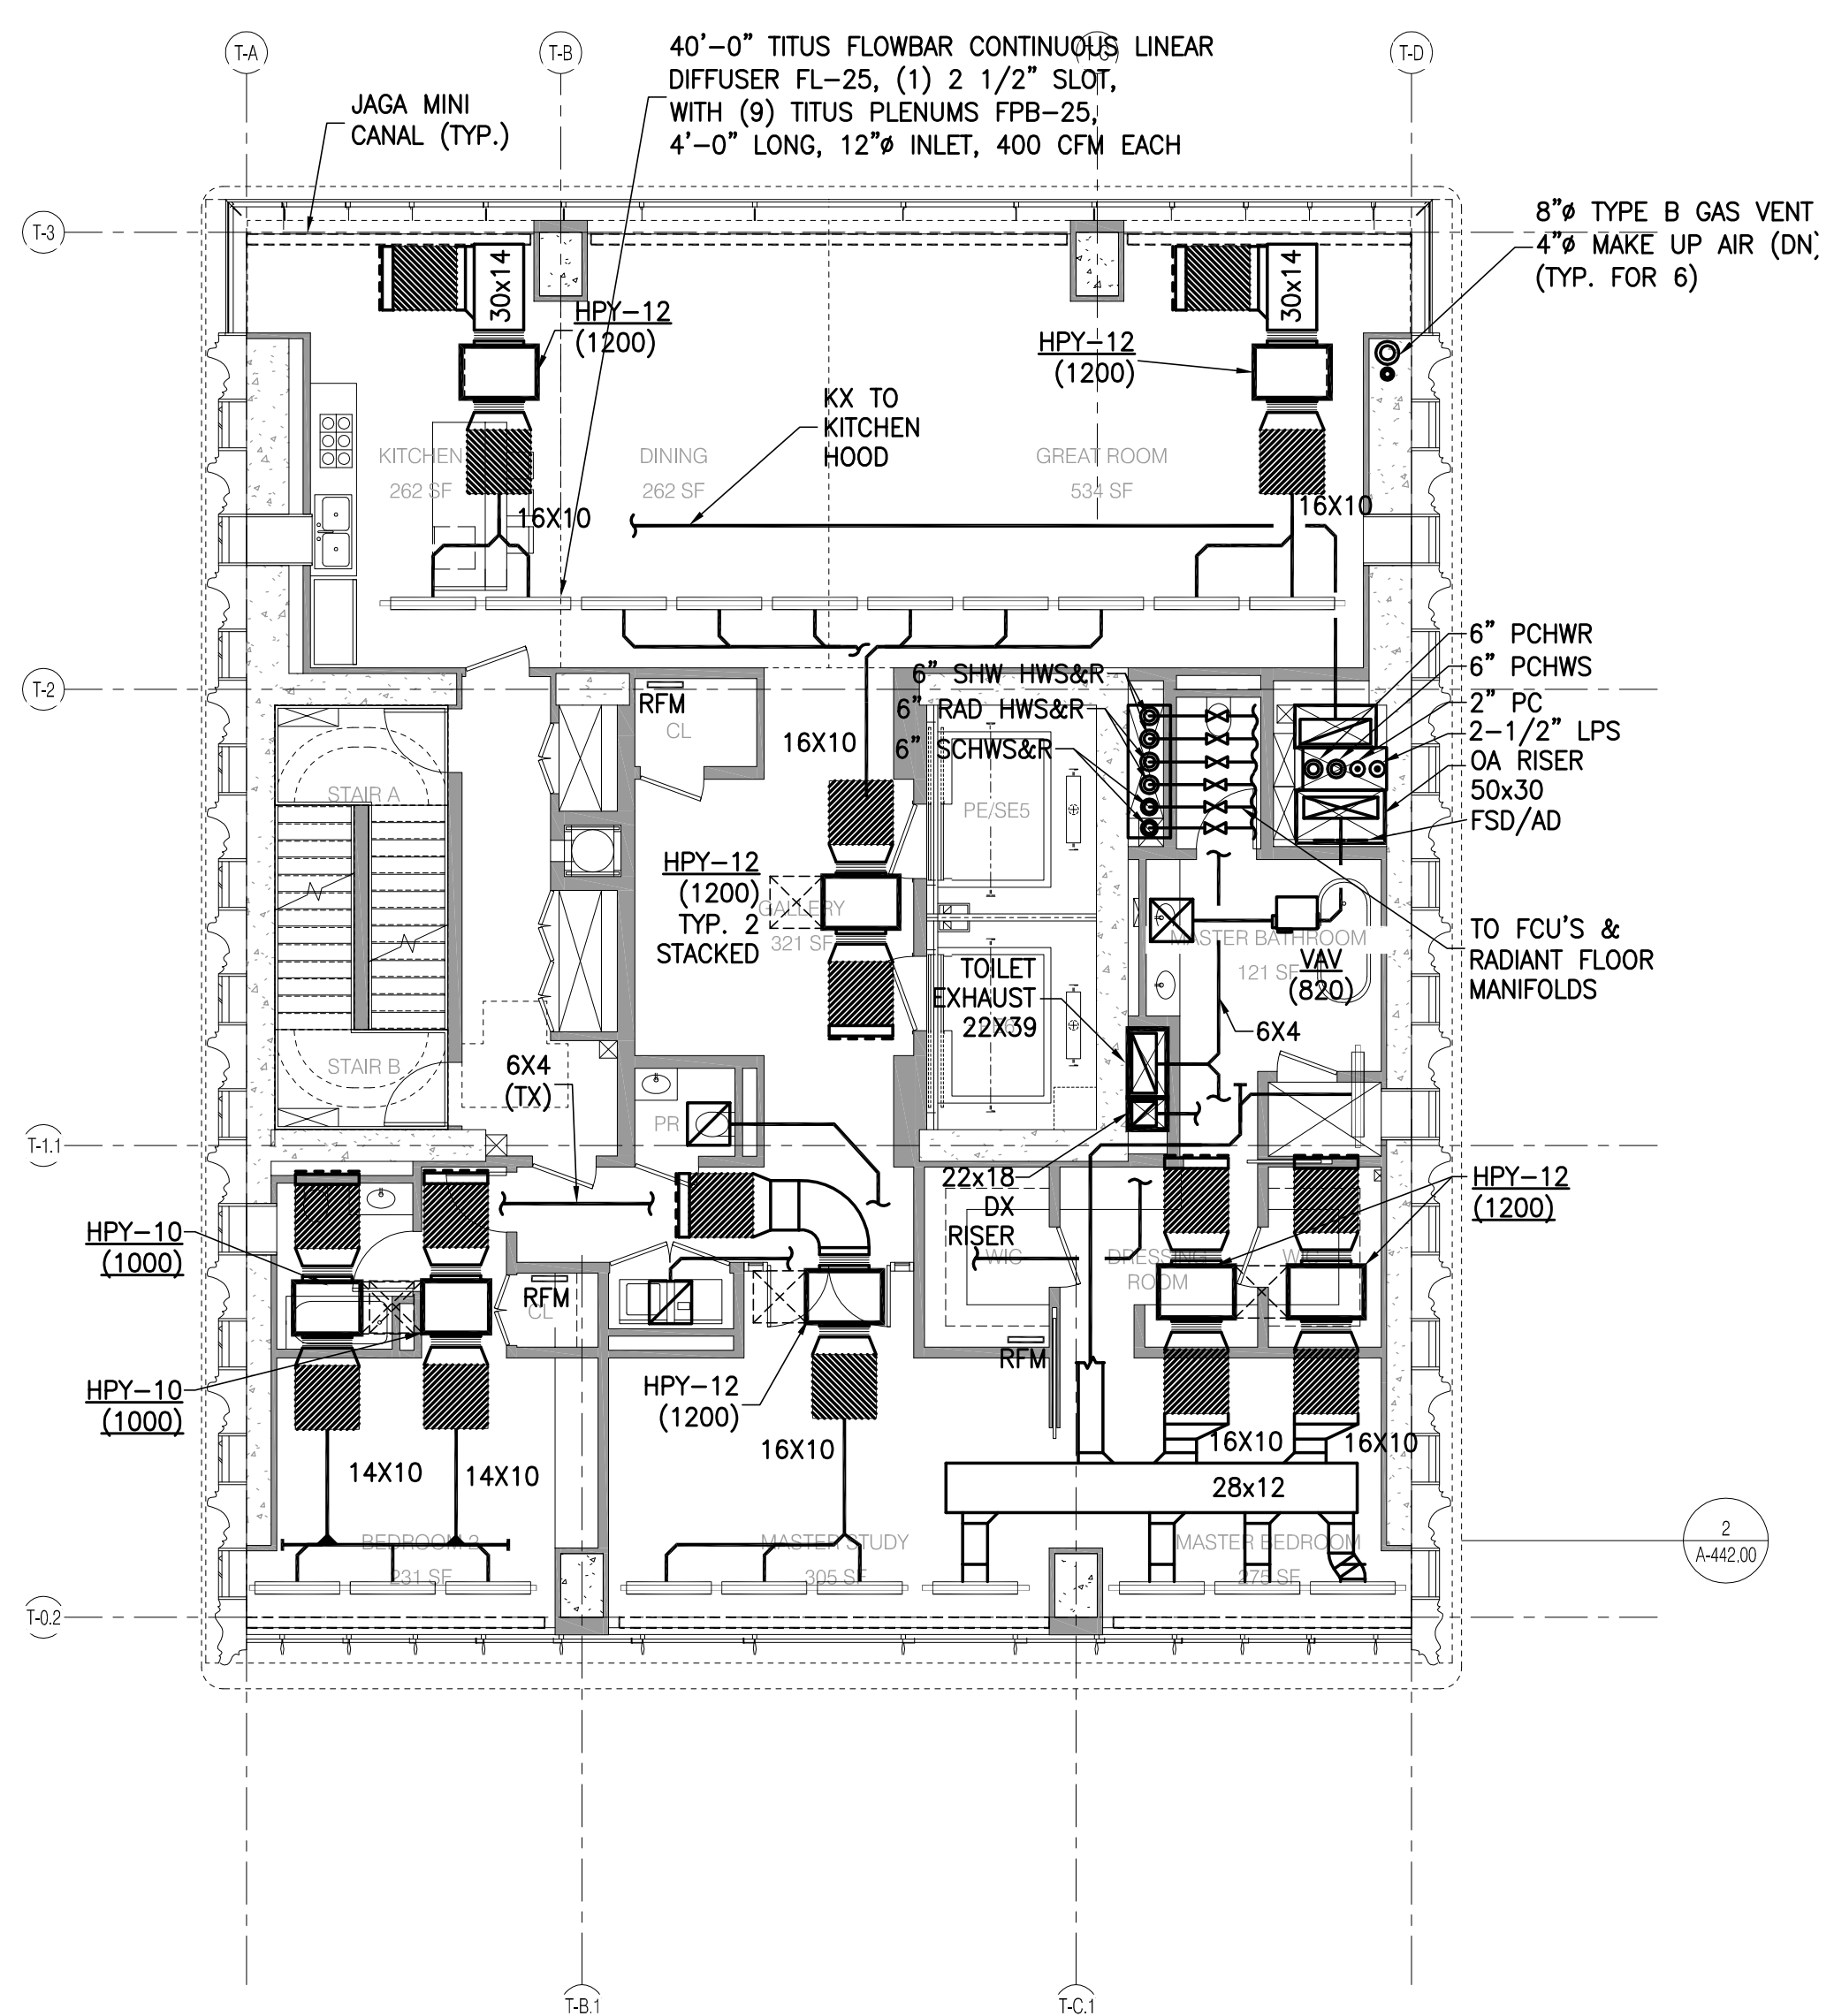 T-A
T-B
T-D
40'-0" TITUS FLOWBAR CONTINUOUS LINEAR
DIFFUSER FL-25, (1) 2 1/2" SLOT,
WITH (9) TITUS PLENUMS FPB-25,
4'-0" LONG, 12"ø INLET, 400 CFM EACH
JAGA MINI
CANAL (TYP.)
8"ø TYPE B GAS VENT
4"ø MAKE UP AIR (DN)
(TYP. FOR 6)
T-3
30x14
30x14
HPY-12
(1200)
HPY-12
(1200)
KX TO
KITCHEN
HOOD
KITCHEN
262 SF
DINING
262 SF
GREAT ROOM
534 SF
16X10
16X10
6" PCHWR
6" PCHWS
2" PC
2-1/2" LPS
OA RISER
50x30
FSD/AD
T-2
6" SHW HWS&R
6" RAD HWS&R
6" SCHWS&R
RFM
CL
16X10
STAIR A
PE/SE5
HPY-12
(1200)
TYP. 2
STACKED
GALLERY
321 SF
MASTER BATHROOM
121 SF
VAV
(820)
TO FCU'S &
RADIANT FLOOR
MANIFOLDS
TOILET
EXHAUST
22X39
6X4
STAIR B
6X4
(TX)
PR
T-1.1
22x18
DX
RISER
HPY-12
(1200)
HPY-10
(1000)
WIC
DRESSING
ROOM
WIC
RFM
CL
RFM
HPY-10
(1000)
HPY-12
(1200)
16X10
16X10
16X10
14X10
14X10
28x12
BEDROOM 2
231 SF
MASTER STUDY
305 SF
MASTER BEDROOM
275 SF
2
A-442.00
T-0.2
T-B.1
T-C.1